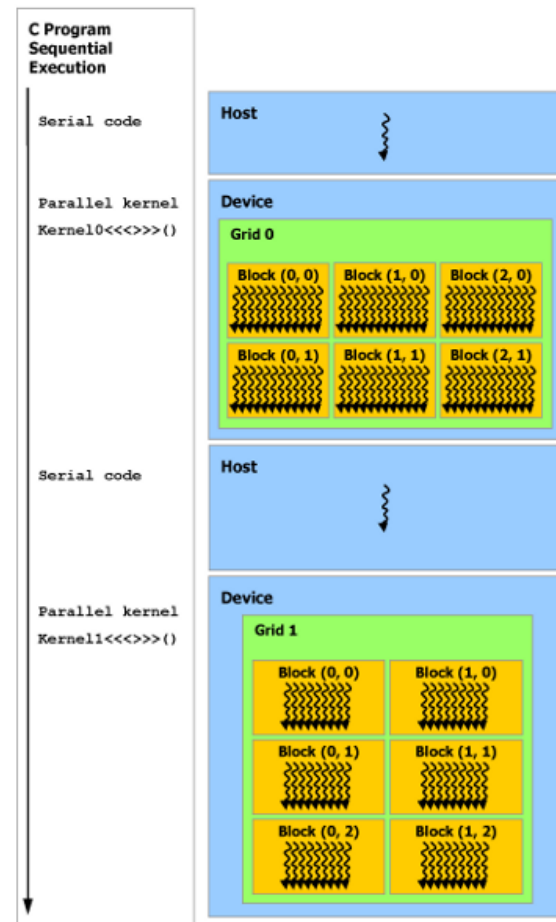 C Program
Sequential
Execution
Serial code
Host
Parallel kernel
Kernel0<<<>>>()
Device
Grid 0
Block (0, 0)
Block (1, 0)
Block (2, 0)
Block (0, 1)
Block (1, 1)
Block (2, 1)
Serial code
Host
Parallel kernel
Kernel1<<<>>>()
Device
Grid 1
Block (0, 0)
Block (1, 0)
Block (0, 1)
Block (1, 1)
Block (0, 2)
Block (1, 2)